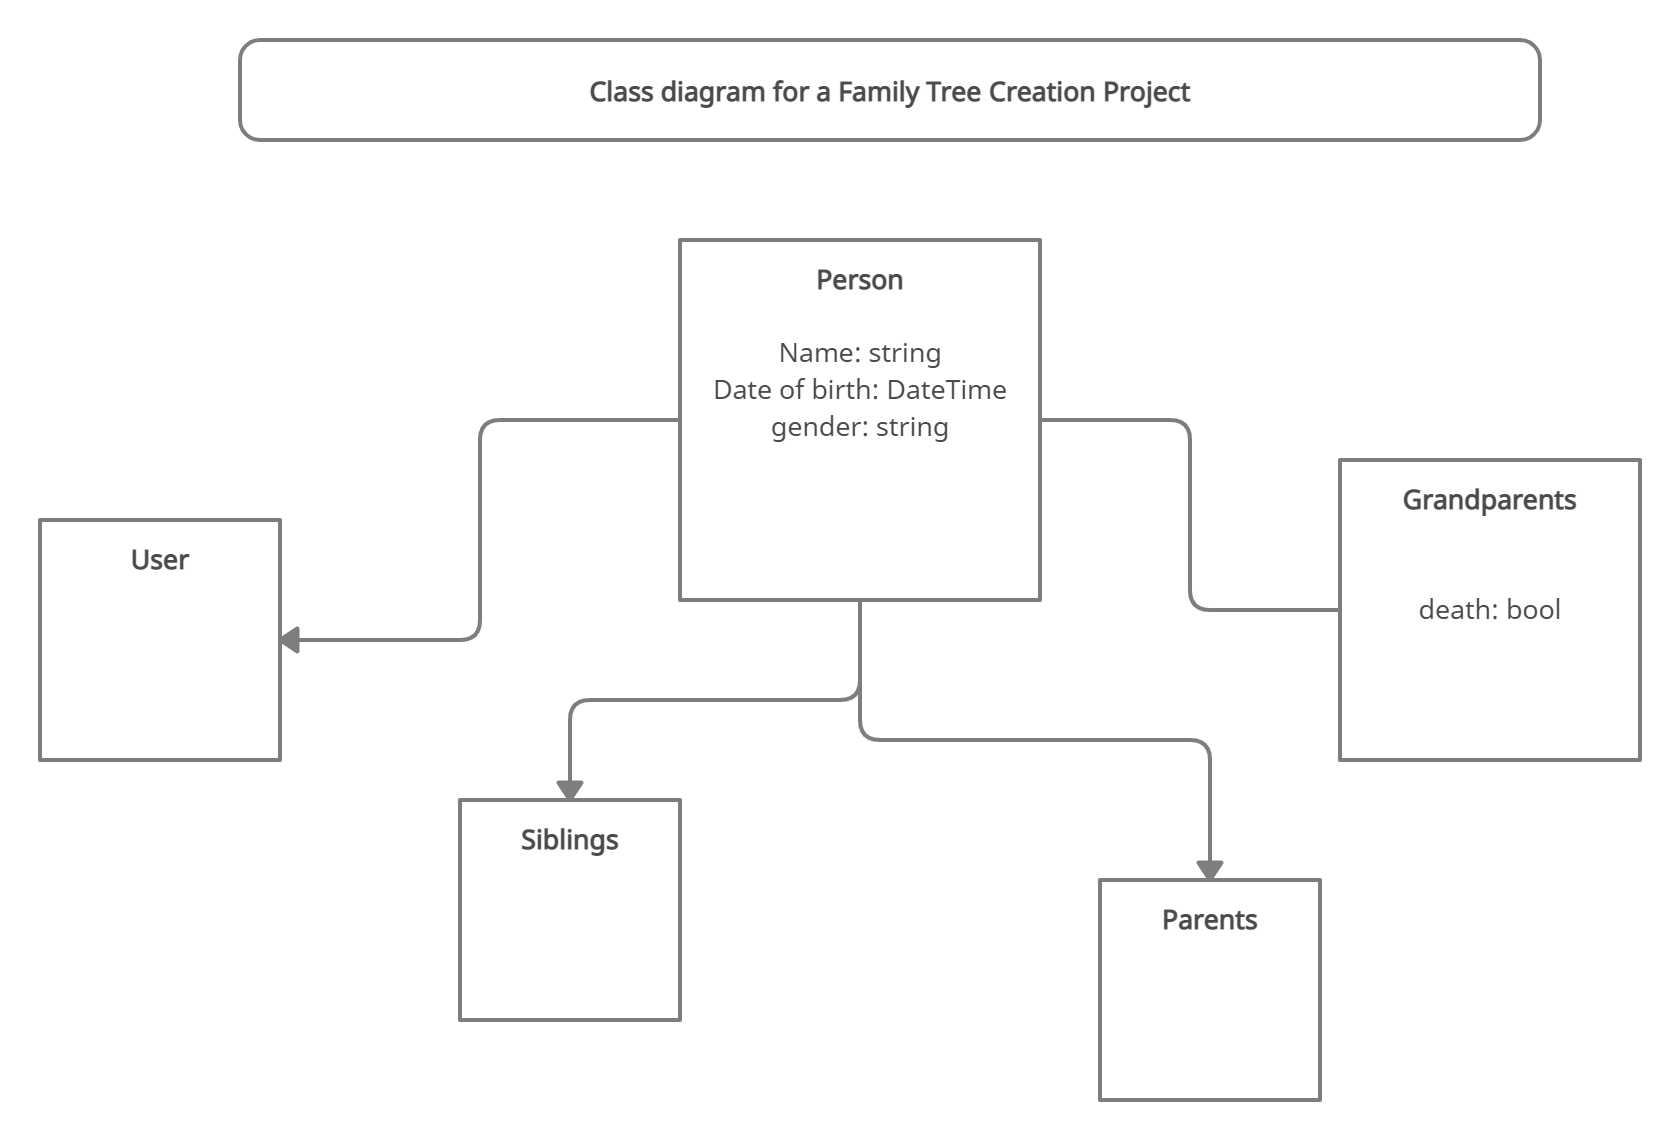 Class diagram for a Family Tree Creation Project
Person
Name: string
Date of birth: DateTime
gender: string
Grandparents
death: bool
User
Siblings
Parents